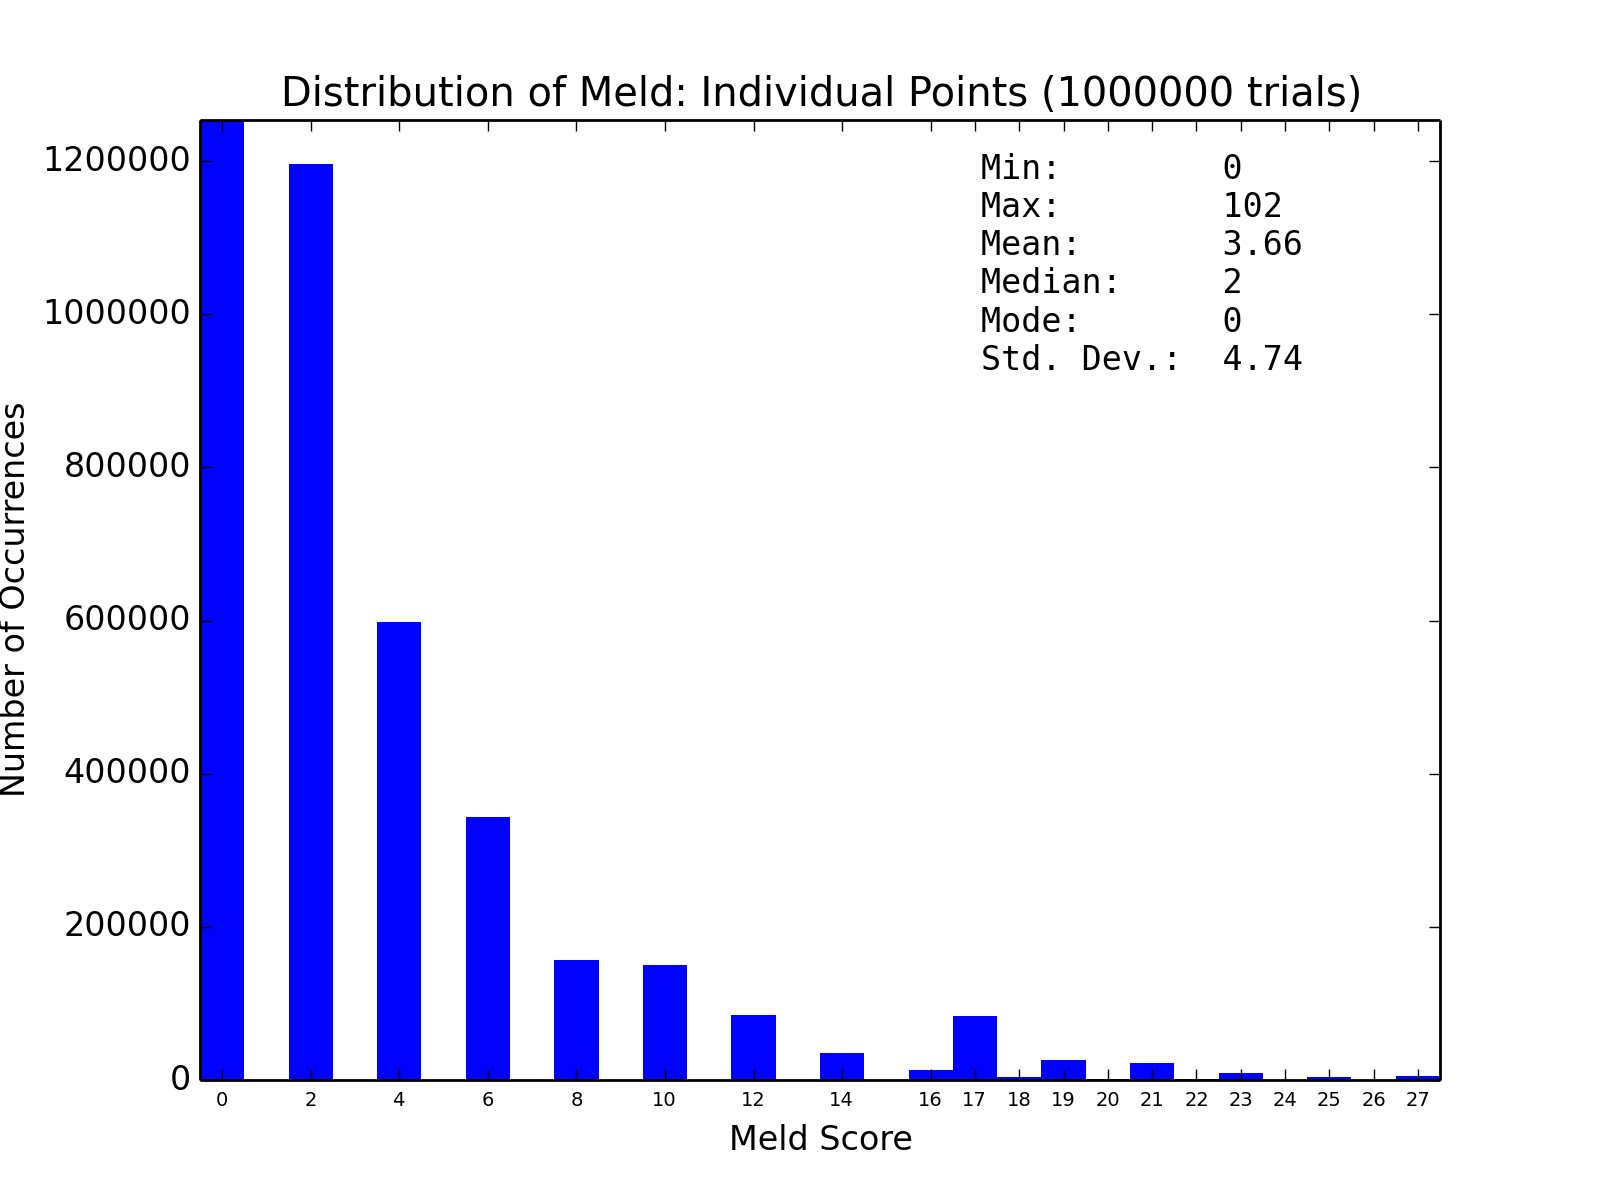 Distribution of Meld: Individual Points (1000000 trials)
Min: 0
Max: 102
Mean: 3.66
Median: 2
Mode: 0
Std. Dev.: 4.74
Number of Occurrences
1200000
1000000
800000
600000
400000
200000
0
0 2 4 6 8 10 12 14 16 17 18 19 20 21 22 23 24 25 26 27
Meld Score